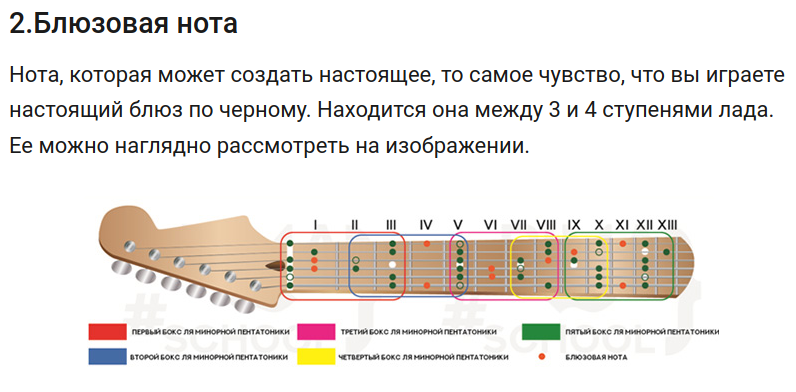 2.Блюзовая нота
Нота, которая может создать настоящее, то самое чувство, что вы играете
настоящий блюз по черному. Находится она между 3 и 4 ступенями лада.
Ее можно наглядно рассмотреть на изображении.
I II III IV V VI VII VIII IX X XI XII XIII
ПЕРВЫЙ БОКС ЛЯ МИНОРНОЙ ПЕНТАТОНИКИ ТРЕТИЙ БОКС ЛЯ МИНОРНОЙ ПЕНТАТОНИКИ ПЯТЫЙ БОКС ЛЯ МИНОРНОЙ ПЕНТАТОНИКИ
ВТОРОЙ БОКС ЛЯ МИНОРНОЙ ПЕНТАТОНИКИ ЧЕТВЕРТЫЙ БОКС ЛЯ МИНОРНОЙ ПЕНТАТОНИКИ БЛЮЗОВАЯ НОТА
# SCHOOL # SCHOOL